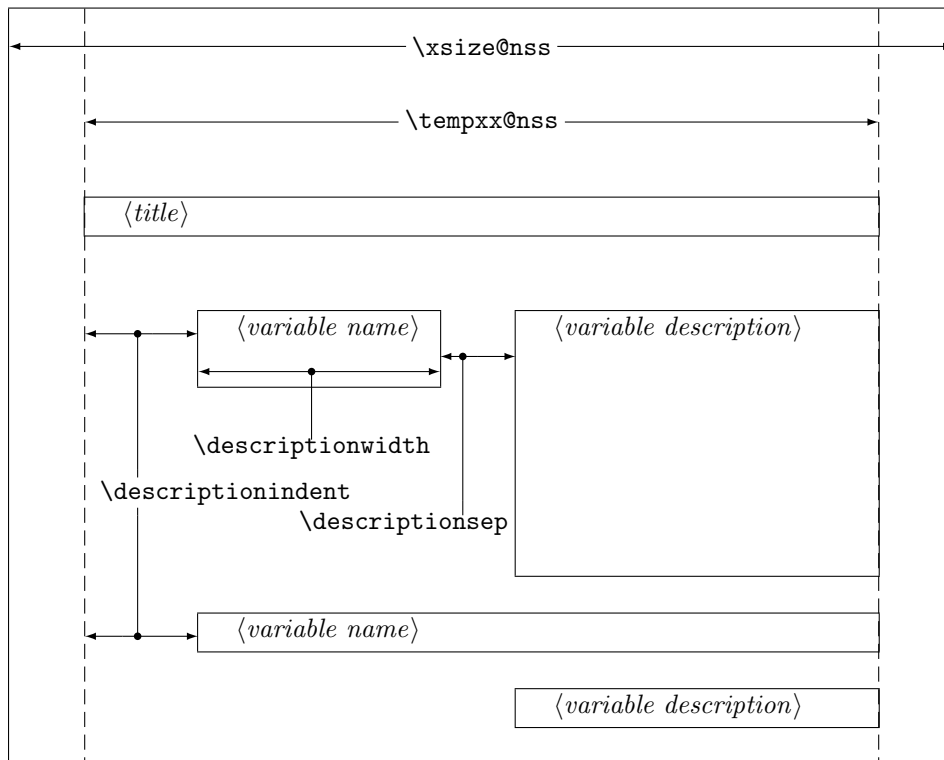 \xsize@nss
\tempxx@nss
⟨title⟩
⟨variable name⟩ ⟨variable description⟩
\descriptionwidth
\descriptionindent
\descriptionsep
⟨variable name⟩
⟨variable description⟩